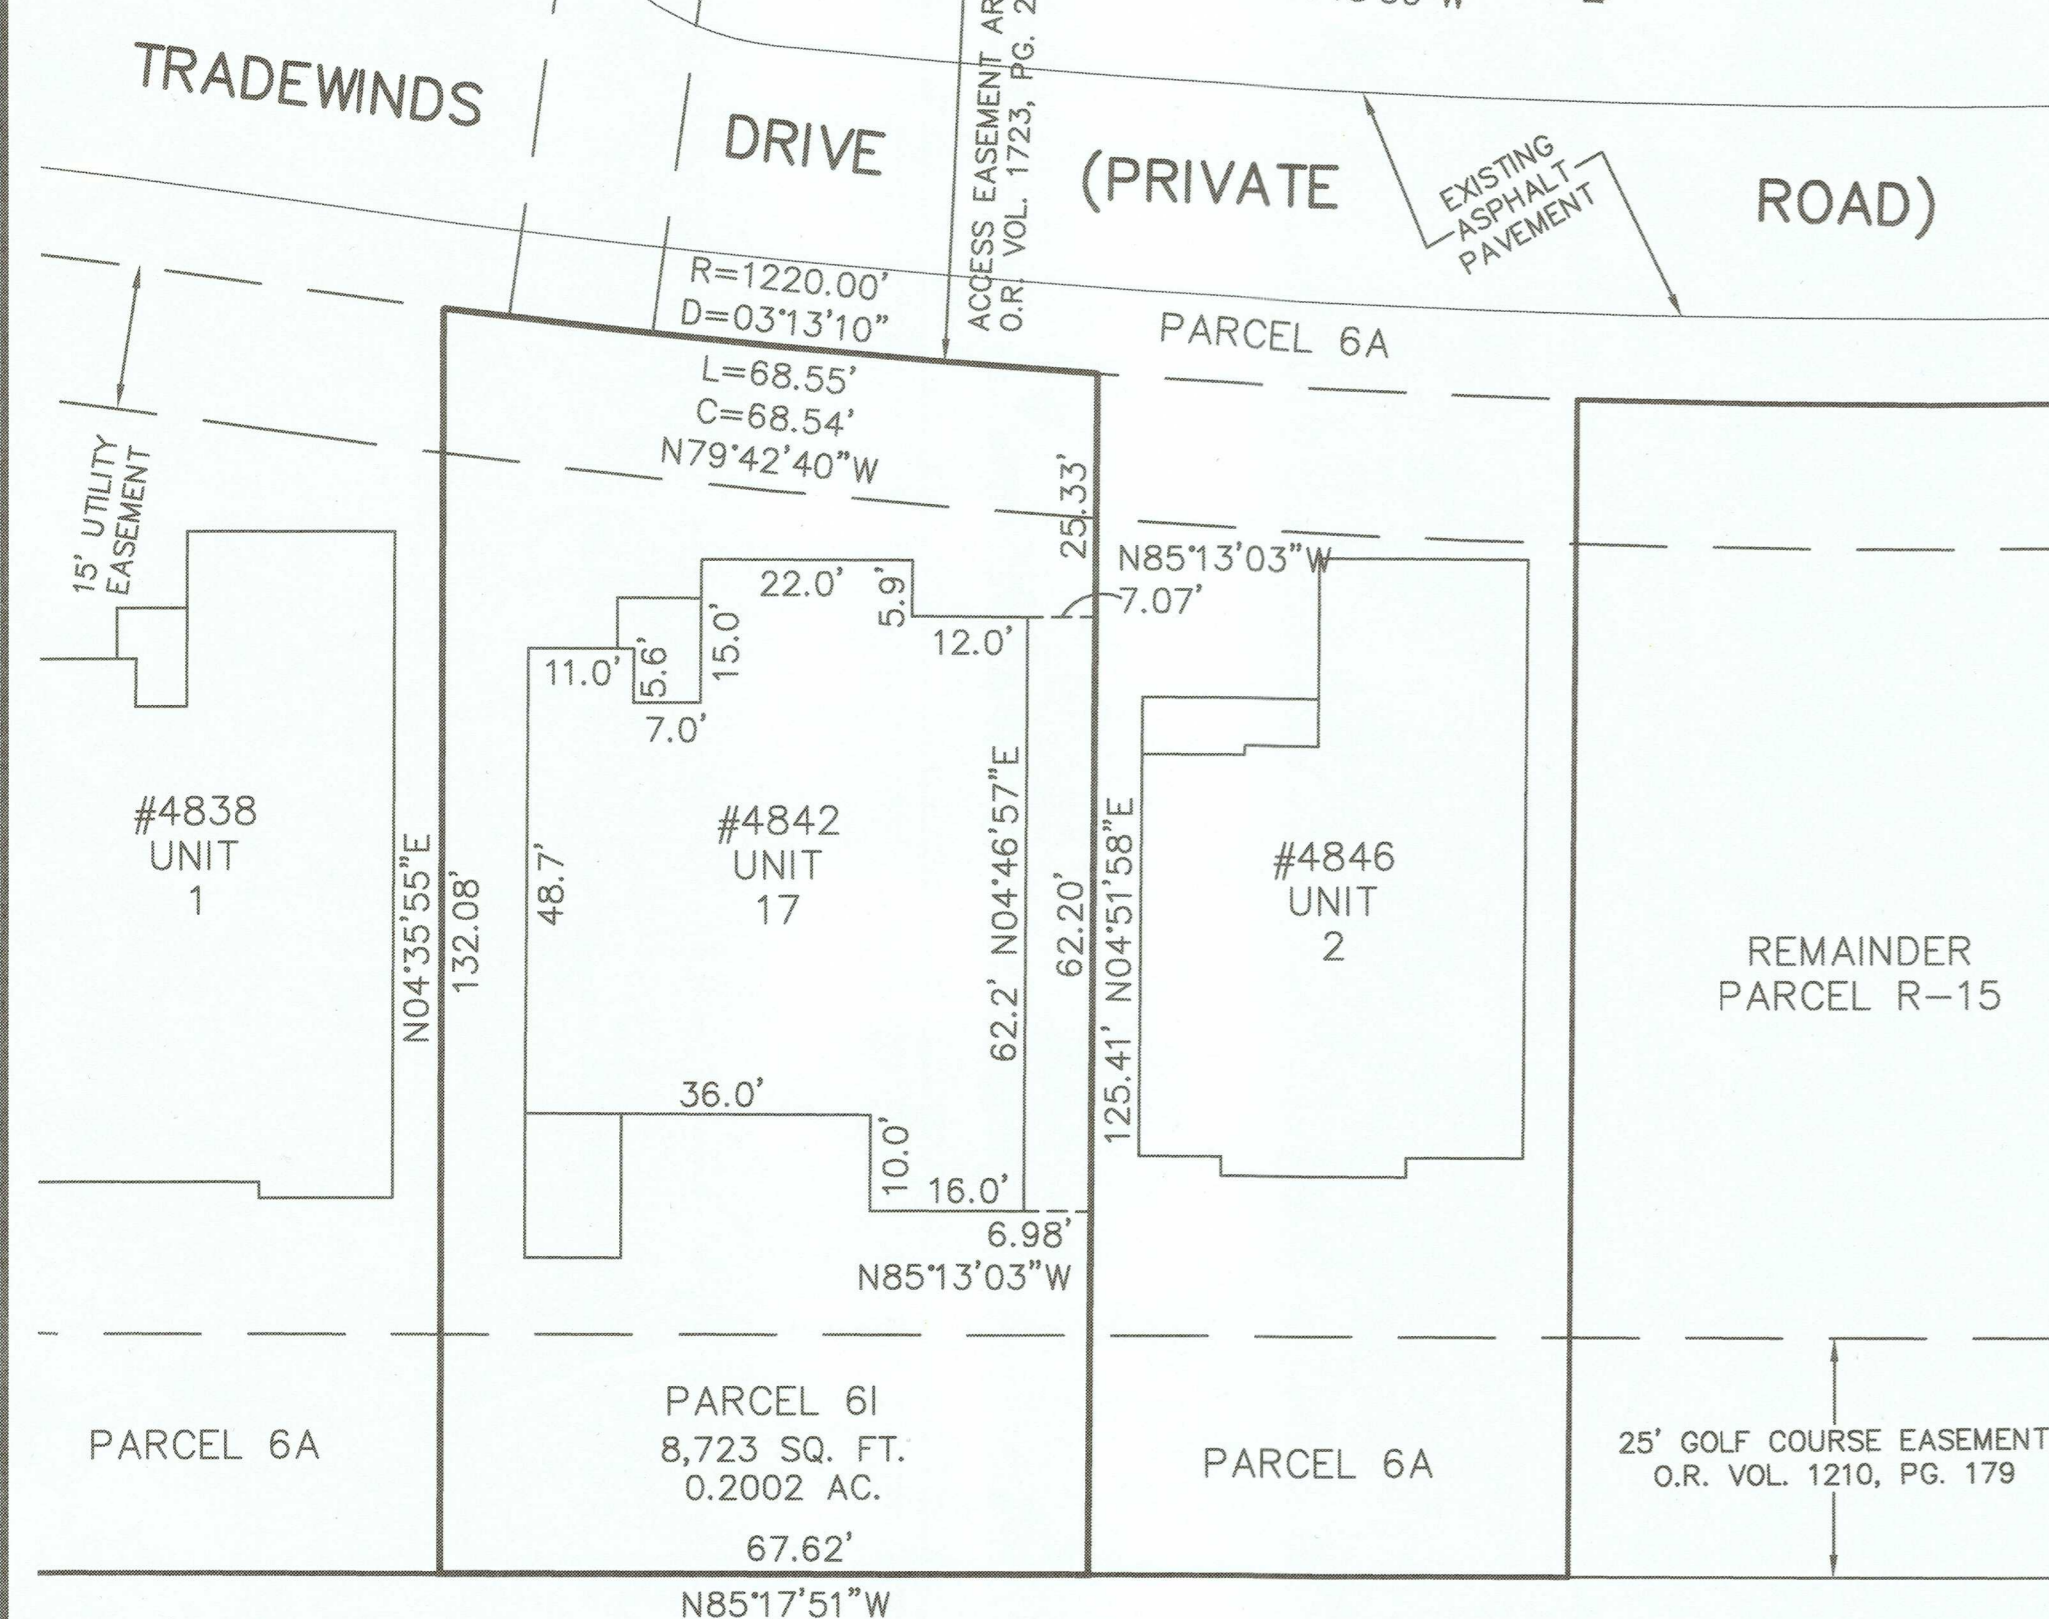 TRADEWINDS DRIVE (PRIVATE ROAD)
ACCESS EASEMENT
O.R. VOL. 1723, PG.
EXISTING
ASPHALT
PAVEMENT
R=1220.00'
D=03°13'10"
L=68.55'
C=68.54'
N79°42'40"W
PARCEL 6A
15' UTILITY
EASEMENT
25.33'
N85°13'03"W
7.07'
22.0'
5.9'
12.0'
15.0'
5.6'
11.0'
7.0'
#4838
UNIT
1
N04°35'55"E
132.08'
48.7'
#4842
UNIT
17
62.2' N04°46'57"E
62.20'
125.41' N04°51'58"E
#4846
UNIT
2
REMAINDER
PARCEL R-15
36.0'
10.0'
16.0'
6.98'
N85°13'03"W
PARCEL 6A
PARCEL 6I
8,723 SQ. FT.
0.2002 AC.
67.62'
N85°17'51"W
PARCEL 6A
25' GOLF COURSE EASEMENT
O.R. VOL. 1210, PG. 179